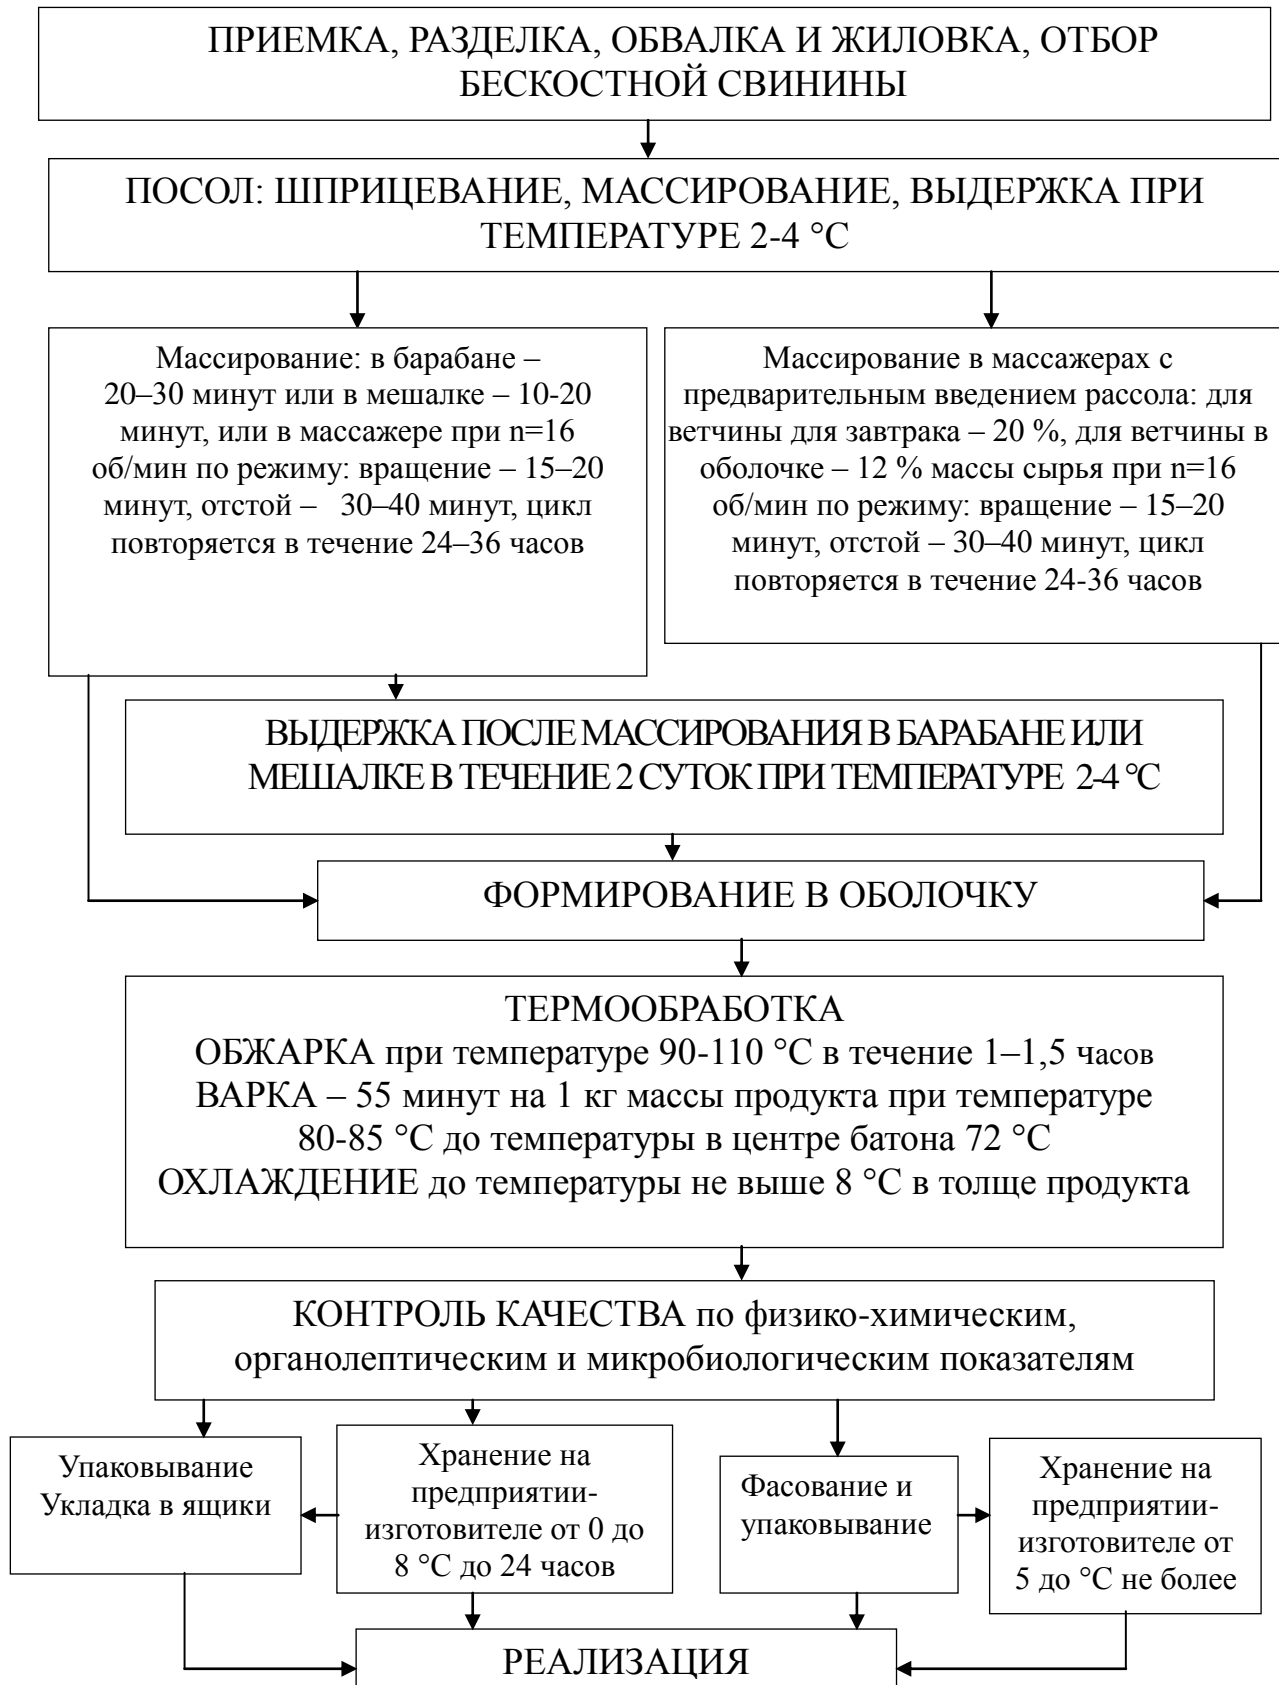 ПРИЕМКА, РАЗДЕЛКА, ОБВАЛКА И ЖИЛОВКА, ОТБОР
БЕСКОСТНОЙ СВИНИНЫ
ПОСОЛ: ШПРИЦЕВАНИЕ, МАССИРОВАНИЕ, ВЫДЕРЖКА ПРИ
ТЕМПЕРАТУРЕ 2-4 °С
Массирование: в барабане –
20–30 минут или в мешалке – 10-20
минут, или в массажере при n=16
об/мин по режиму: вращение – 15–20
минут, отстой – 30–40 минут, цикл
повторяется в течение 24–36 часов
Массирование в массажерах с
предварительным введением рассола: для
ветчины для завтрака – 20 %, для ветчины в
оболочке – 12 % массы сырья при n=16
об/мин по режиму: вращение – 15–20
минут, отстой – 30–40 минут, цикл
повторяется в течение 24-36 часов
ВЫДЕРЖКА ПОСЛЕ МАССИРОВАНИЯ В БАРАБАНЕ ИЛИ
МЕШАЛКЕ В ТЕЧЕНИЕ 2 СУТОК ПРИ ТЕМПЕРАТУРЕ 2-4 °С
ФОРМИРОВАНИЕ В ОБОЛОЧКУ
ТЕРМООБРАБОТКА
ОБЖАРКА при температуре 90-110 °С в течение 1–1,5 часов
ВАРКА – 55 минут на 1 кг массы продукта при температуре
80-85 °С до температуры в центре батона 72 °С
ОХЛАЖДЕНИЕ до температуры не выше 8 °С в толще продукта
КОНТРОЛЬ КАЧЕСТВА по физико-химическим,
органолептическим и микробиологическим показателям
Упаковывание
Укладка в ящики
Хранение на
предприятии-
изготовителе от 0 до
8 °С до 24 часов
Фасование и
упаковывание
Хранение на
предприятии-
изготовителе от
5 до °С не более
РЕАЛИЗАЦИЯ